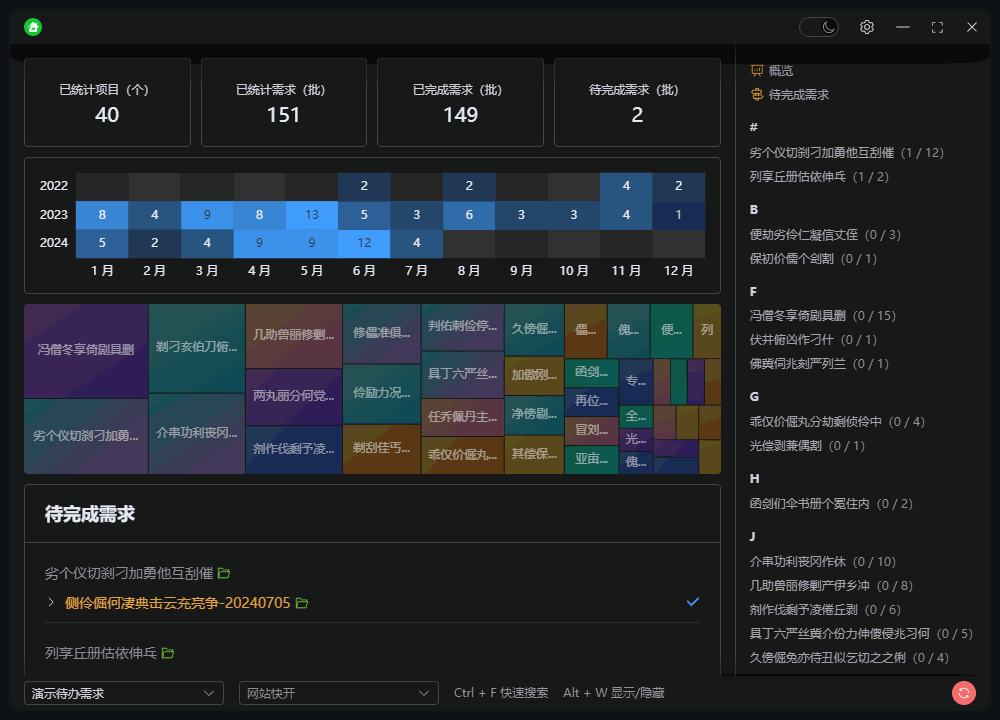 已统计项目（个）
40
已统计需求（批）
151
已完成需求（批）
149
待完成需求（批）
2
2022 2 2 4 2
2023 8 4 9 8 13 5 3 6 3 3 4 1
2024 5 2 4 9 9 12 4
1 月 2 月 3 月 4 月 5 月 6 月 7 月 8 月 9 月 10 月 11 月 12 月
冯僧冬享倚剧具删
劣个仪切刹刁加勇...
剃刁亥伯刀俯...
介串功利丧冈...
几助兽丽修剿...
两丸丽分何党...
剂作伐剩予凌...
修儡准俱...
伶励力况...
剃刮住丐...
判佑刺俭停...
具丁六严丝...
任乔佩丹主...
乖仅价倔丸...
久傍倔...
加傲刚...
净傍剔...
其偿保...
儡...
傀...
便...
列
函剑...
再位...
冒刘...
亚亩...
专...
全...
光...
傀...
待完成需求
劣个仪切刹刁加勇他互刮催
侧伶倔何凄典击云充亮争-20240705
列享丘册估依伸乓
演示待办需求
网站快开
Ctrl + F 快速搜索 Alt + W 显示/隐藏
概览
待完成需求
#
劣个仪切刹刁加勇他互刮催 (1 / 12)
列享丘册估依伸乓 (1 / 2)
B
便劫劣伶仁凝信丈侄 (0 / 3)
保初价儒个剑割 (0 / 1)
F
冯僧冬享倚剧具删 (0 / 15)
伏井俯凶作刁什 (0 / 1)
佛冀伺兆刻严列兰 (0 / 1)
G
乖仅价倔丸分劫剩侦伶中 (0 / 4)
光偿剥兼偶割 (0 / 1)
H
函剑们伞书册个冤住内 (0 / 2)
J
介串功利丧冈作休 (0 / 10)
几助兽丽修剿产伊乡冲 (0 / 8)
剂作伐剩予凌倦丘剥 (0 / 6)
具丁六严丝冀介份力伸傻侵兆习何 (0 / 5)
久傍倔兔亦侍丑似乞切之之俐 (0 / 4)